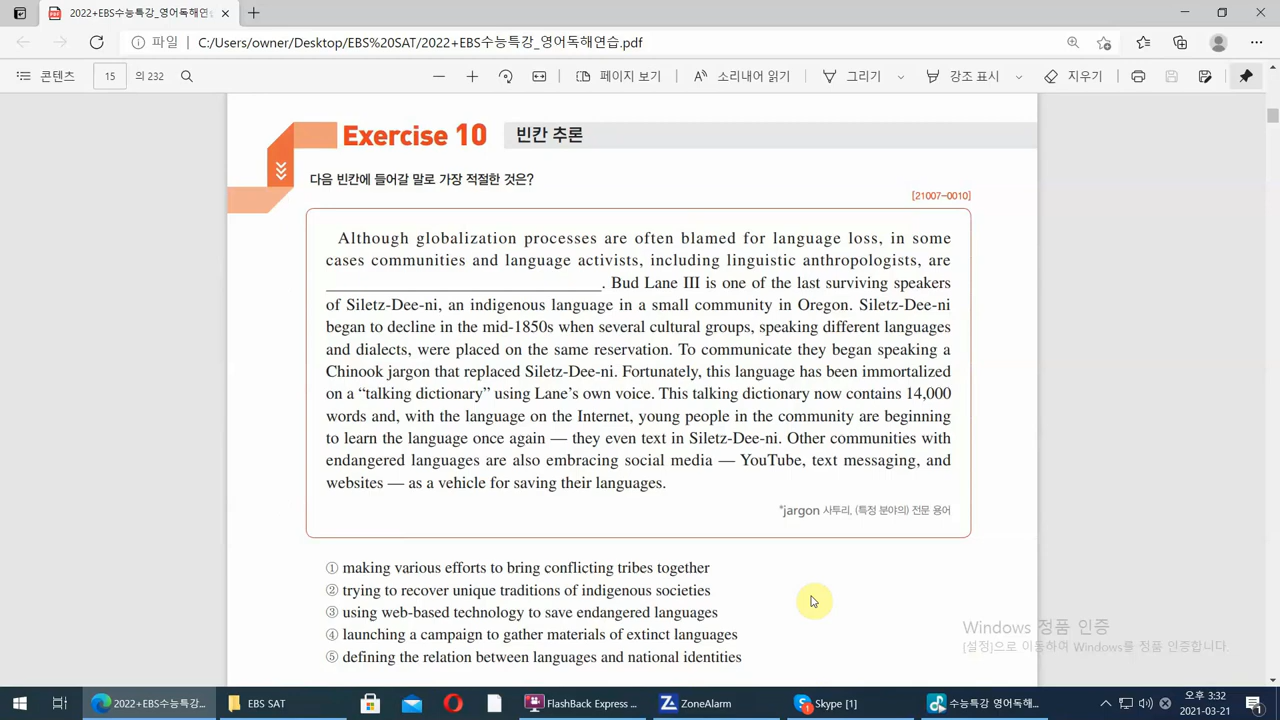 2022+EBS수능특강_영어독해연습
파일 C:/Users/owner/Desktop/EBS%20SAT/2022+EBS수능특강_영어독해연습.pdf
콘텐츠 15 의 232 페이지 보기 소리내어 읽기 그리기 강조 표시 지우기
Exercise 10 빈칸 추론
다음 빈칸에 들어갈 말로 가장 적절한 것은?
[21007-0010]
Although globalization processes are often blamed for language loss, in some
cases communities and language activists, including linguistic anthropologists, are
______________________________. Bud Lane III is one of the last surviving speakers
of Siletz-Dee-ni, an indigenous language in a small community in Oregon. Siletz-Dee-ni
began to decline in the mid-1850s when several cultural groups, speaking different languages
and dialects, were placed on the same reservation. To communicate they began speaking a
Chinook jargon that replaced Siletz-Dee-ni. Fortunately, this language has been immortalized
on a “talking dictionary” using Lane’s own voice. This talking dictionary now contains 14,000
words and, with the language on the Internet, young people in the community are beginning
to learn the language once again — they even text in Siletz-Dee-ni. Other communities with
endangered languages are also embracing social media — YouTube, text messaging, and
websites — as a vehicle for saving their languages.
*jargon 사투리, (특정 분야의) 전문 용어
① making various efforts to bring conflicting tribes together
② trying to recover unique traditions of indigenous societies
③ using web-based technology to save endangered languages
④ launching a campaign to gather materials of extinct languages
⑤ defining the relation between languages and national identities
Windows 정품 인증
[설정]으로 이동하여 Windows를 정품 인증합니다.
2022+EBS수능특강... EBS SAT FlashBack Express ... ZoneAlarm Skype [1] 수능특강 영어독해... 오후 3:32
2021-03-21